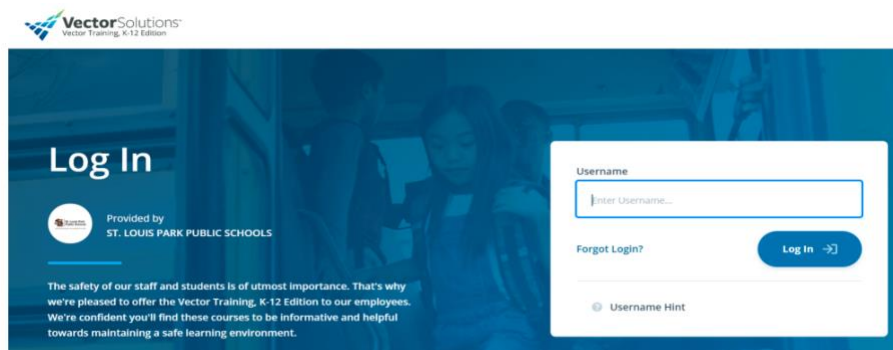 VectorSolutions
Vector Training, K-12 Edition
Log In
Provided by
ST. LOUIS PARK PUBLIC SCHOOLS
The safety of our staff and students is of utmost importance. That's why
we're pleased to offer the Vector Training, K-12 Edition to our employees.
We're confident you'll find these courses to be informative and helpful
towards maintaining a safe learning environment.
Username
Enter Username...
Forgot Login?
Log In
Username Hint